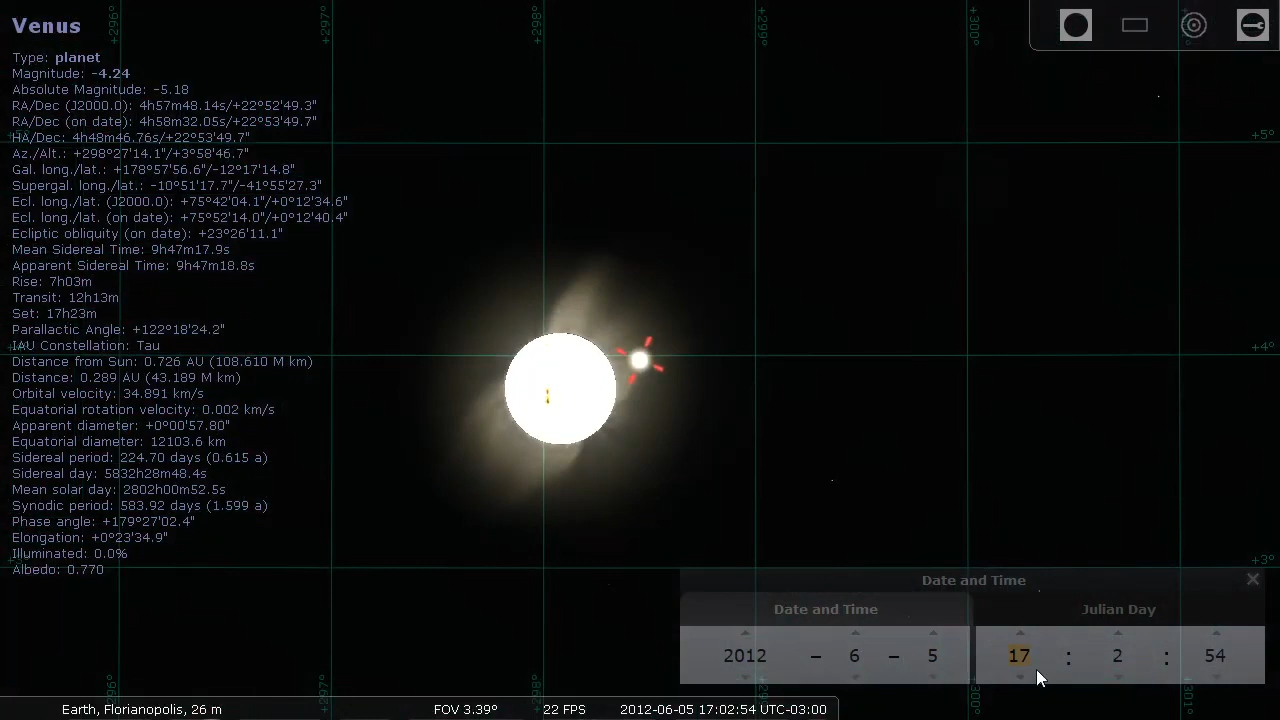 Venus
Type: planet
Magnitude: -4.24
Absolute Magnitude: -5.18
RA/Dec (J2000.0): 4h57m48.14s/+22°52'49.3"
RA/Dec (on date): 4h58m32.05s/+22°53'49.7"
HA/Dec: 4h48m46.76s/+22°53'49.7"
Az./Alt.: +298°27'14.1"/+3°58'46.7"
Gal. long./lat.: +178°57'56.6"/-12°17'14.8"
Supergal. long./lat.: -10°51'17.7"/-41°55'27.3"
Ecl. long./lat. (J2000.0): +75°42'04.1"/+0°12'34.6"
Ecl. long./lat. (on date): +75°52'14.0"/+0°12'40.4"
Ecliptic obliquity (on date): +23°26'11.1"
Mean Sidereal Time: 9h47m17.9s
Apparent Sidereal Time: 9h47m18.8s
Rise: 7h03m
Transit: 12h13m
Set: 17h23m
Parallactic Angle: +122°18'24.2"
IAU Constellation: Tau
Distance from Sun: 0.726 AU (108.610 M km)
Distance: 0.289 AU (43.189 M km)
Orbital velocity: 34.891 km/s
Equatorial rotation velocity: 0.002 km/s
Apparent diameter: +0°00'57.80"
Equatorial diameter: 12103.6 km
Sidereal period: 224.70 days (0.615 a)
Sidereal day: 5832h28m48.4s
Mean solar day: 2802h00m52.5s
Synodic period: 583.92 days (1.599 a)
Phase angle: +179°27'02.4"
Elongation: +0°23'34.9"
Illuminated: 0.0%
Albedo: 0.770
+296° +297° +298° +299° +300°
+5°
+4°
+3°
Date and Time
Date and Time Julian Day
2012 - 6 - 5 17 : 2 : 54
+296° +297° +298° +299° +300° +301°
Earth, Florianopolis, 26 m FOV 3.39° 22 FPS 2012-06-05 17:02:54 UTC-03:00